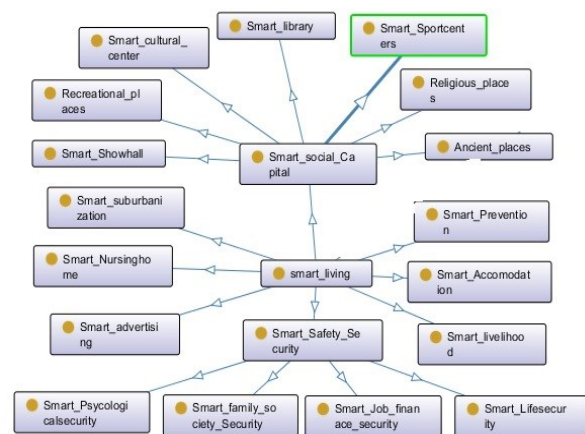 Smart_cultural_
center
Smart_library
Smart_Sportcent
ers
Recreational_pl
aces
Religious_place
s
Smart_Showhall
Smart_social_Ca
pital
Ancient_places
Smart_suburbani
zation
Smart_Preventio
n
Smart_Nursingho
me
smart_living
Smart_Accomodat
ion
Smart_advertisi
ng
Smart_Safety_Se
curity
Smart_livelihoo
d
Smart_Psycologi
calsecurity
Smart_family_so
ciety_Security
Smart_Job_finan
ace_security
Smart_Lifesecur
ity